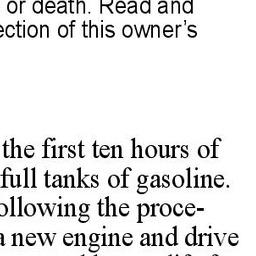 or death. Read and
ection of this owner's
the first ten hours of
full tanks of gasoline.
ollowing the proce-
a new engine and drive